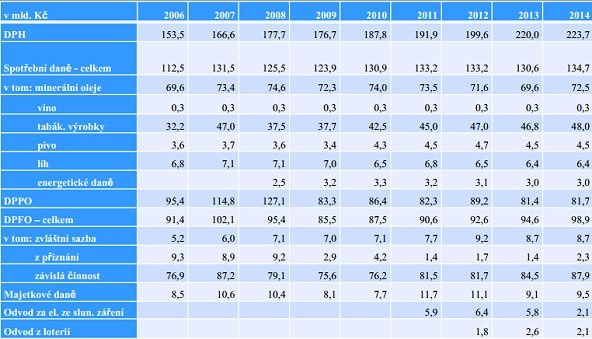 v mld. Kč 2006 2007 2008 2009 2010 2011 2012 2013 2014
DPH 153,5 166,6 177,7 176,7 187,8 191,9 199,6 220,0 223,7
Spotřební daně - celkem 112,5 131,5 125,5 123,9 130,9 133,2 133,2 130,6 134,7
v tom: minerální oleje 69,6 73,4 74,6 72,3 74,0 73,5 71,6 69,6 72,5
víno 0,3 0,3 0,3 0,3 0,3 0,3 0,3 0,3 0,3
tabák. výrobky 32,2 47,0 37,5 37,7 42,5 45,0 47,0 46,8 48,0
pivo 3,6 3,7 3,6 3,4 4,3 4,5 4,7 4,5 4,5
líh 6,8 7,1 7,1 7,0 6,5 6,8 6,5 6,4 6,4
energetické daně 2,5 3,2 3,3 3,2 3,1 3,0 3,0
DPPO 95,4 114,8 127,1 83,3 86,4 82,3 89,2 81,4 81,7
DPFO – celkem 91,4 102,1 95,4 85,5 87,5 90,6 92,6 94,6 98,9
v tom: zvláštní sazba 5,2 6,0 7,1 7,0 7,1 7,7 9,2 8,7 8,7
z přiznání 9,3 8,9 9,2 2,9 4,2 1,4 1,7 1,4 2,3
závislá činnost 76,9 87,2 79,1 75,6 76,2 81,5 81,7 84,5 87,9
Majetkové daně 8,5 10,6 10,4 8,1 7,7 11,7 11,1 9,1 9,5
Odvod za el. ze slun. záření 5,9 6,4 5,8 2,1
Odvod z loterií 1,8 2,6 2,1